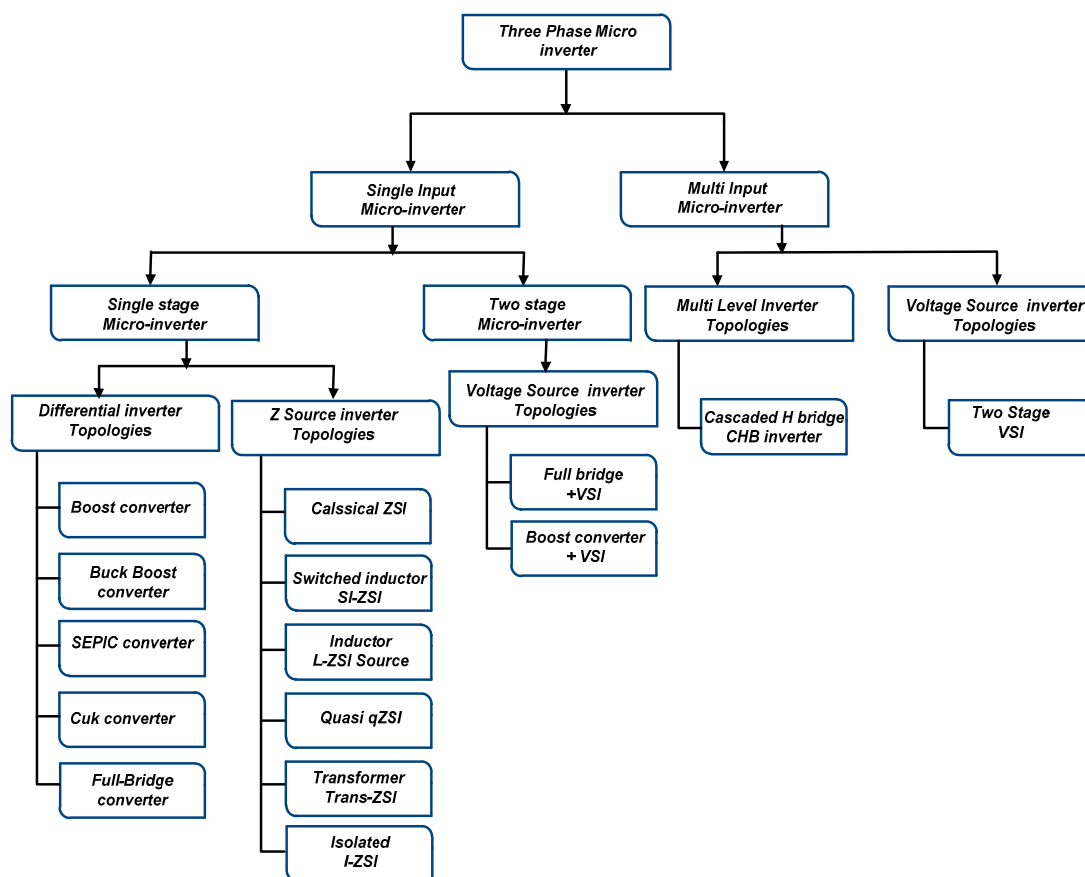 Three Phase Micro
inverter
Single Input
Micro-inverter
Multi Input
Micro-inverter
Single stage
Micro-inverter
Two stage
Micro-inverter
Multi Level Inverter
Topologies
Voltage Source inverter
Topologies
Differential inverter
Topologies
Z Source inverter
Topologies
Voltage Source inverter
Topologies
Cascaded H bridge
CHB inverter
Two Stage
VSI
Boost converter
Buck Boost
converter
SEPIC converter
Cuk converter
Full-Bridge
converter
Calssical ZSI
Switched inductor
SI-ZSI
Inductor
L-ZSI Source
Quasi qZSI
Transformer
Trans-ZSI
Isolated
I-ZSI
Full bridge
+VSI
Boost converter
+ VSI